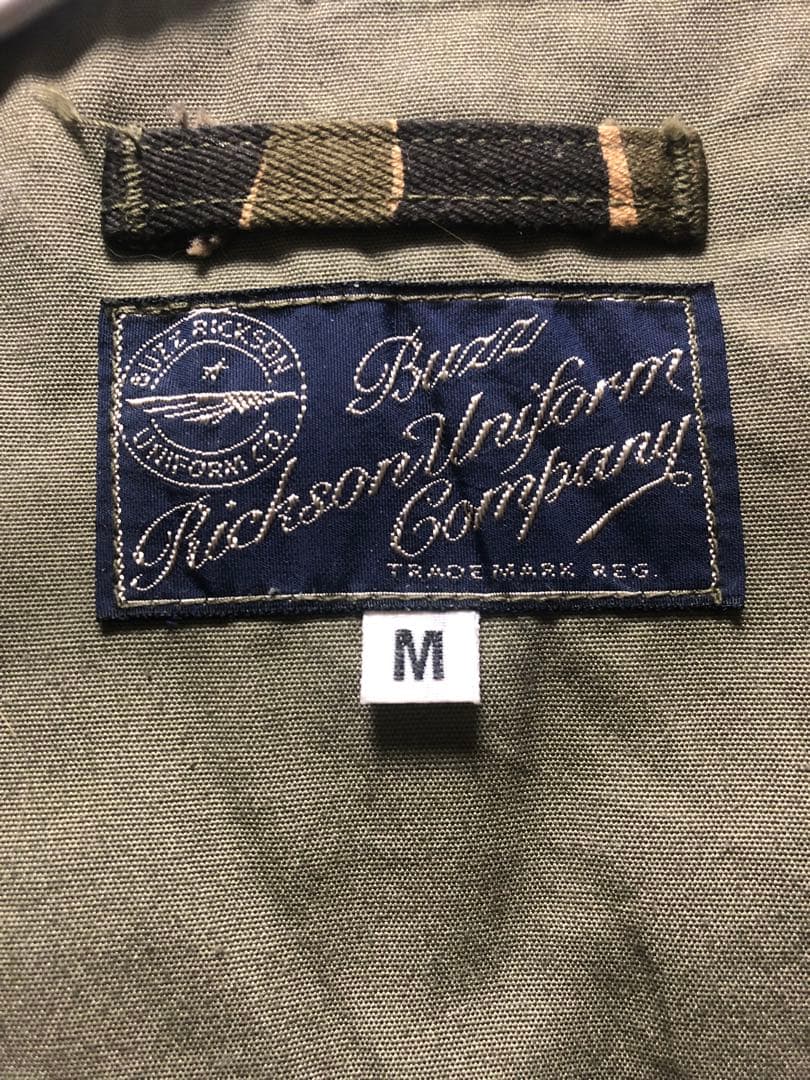 BUZZ RICKSON
UNIFORM CO.
Buzz
Rickson Uniform
Company
TRADE MARK REG.
M